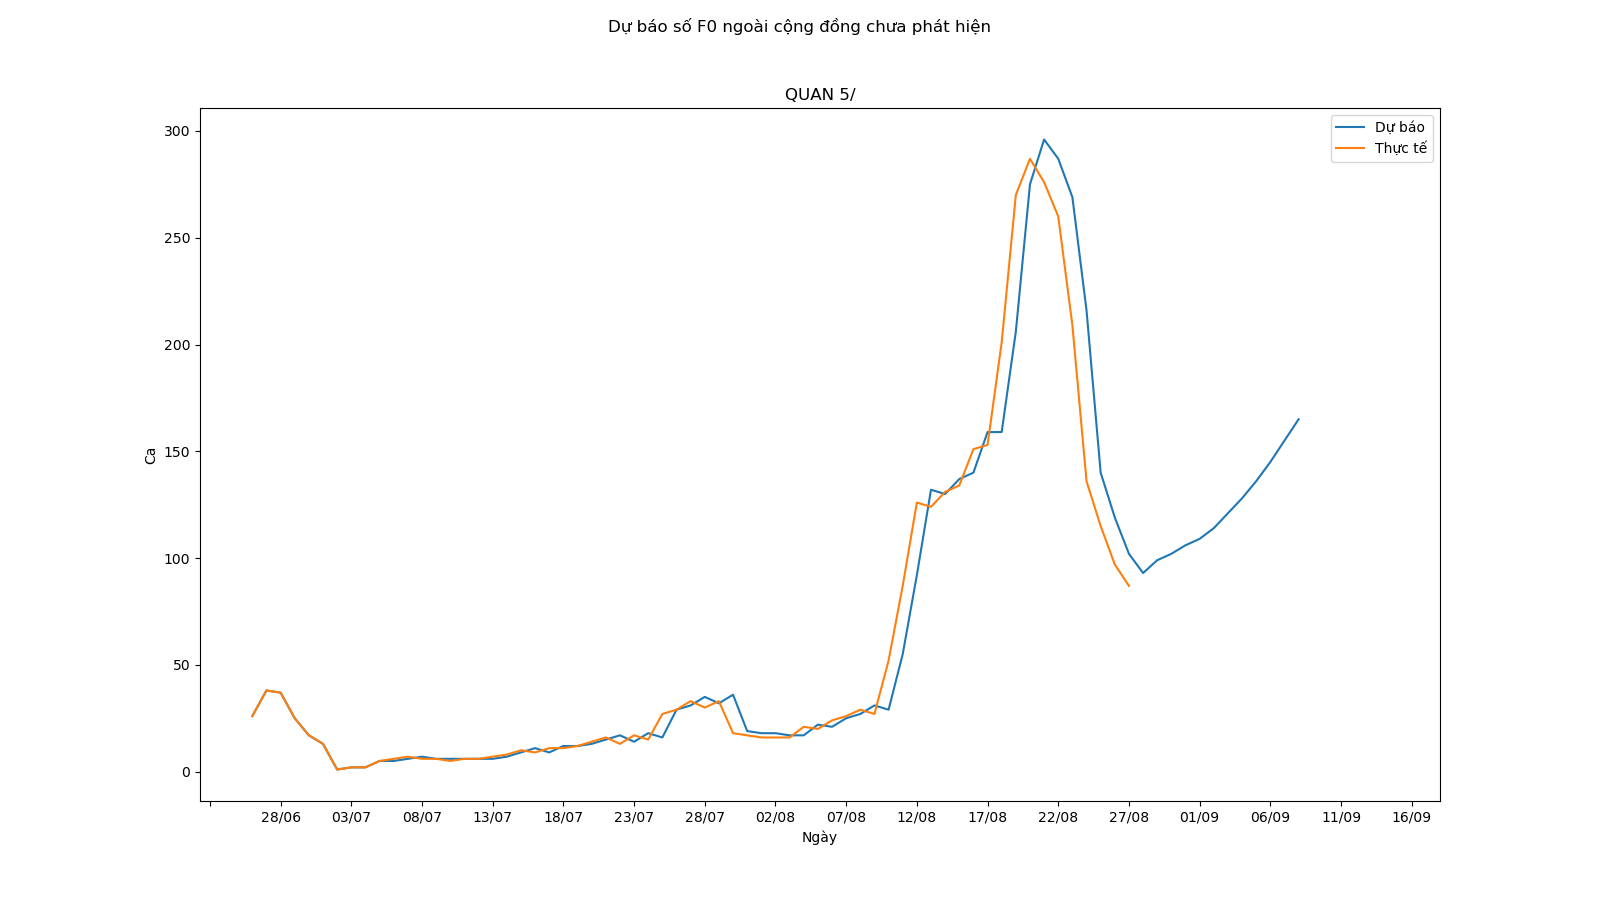 Dự báo số F0 ngoài cộng đồng chưa phát hiện
QUAN 5/
Dự báo
Thực tế
300
250
200
150
100
50
0
Ca
28/06 03/07 08/07 13/07 18/07 23/07 28/07 02/08 07/08 12/08 17/08 22/08 27/08 01/09 06/09 11/09 16/09
Ngày